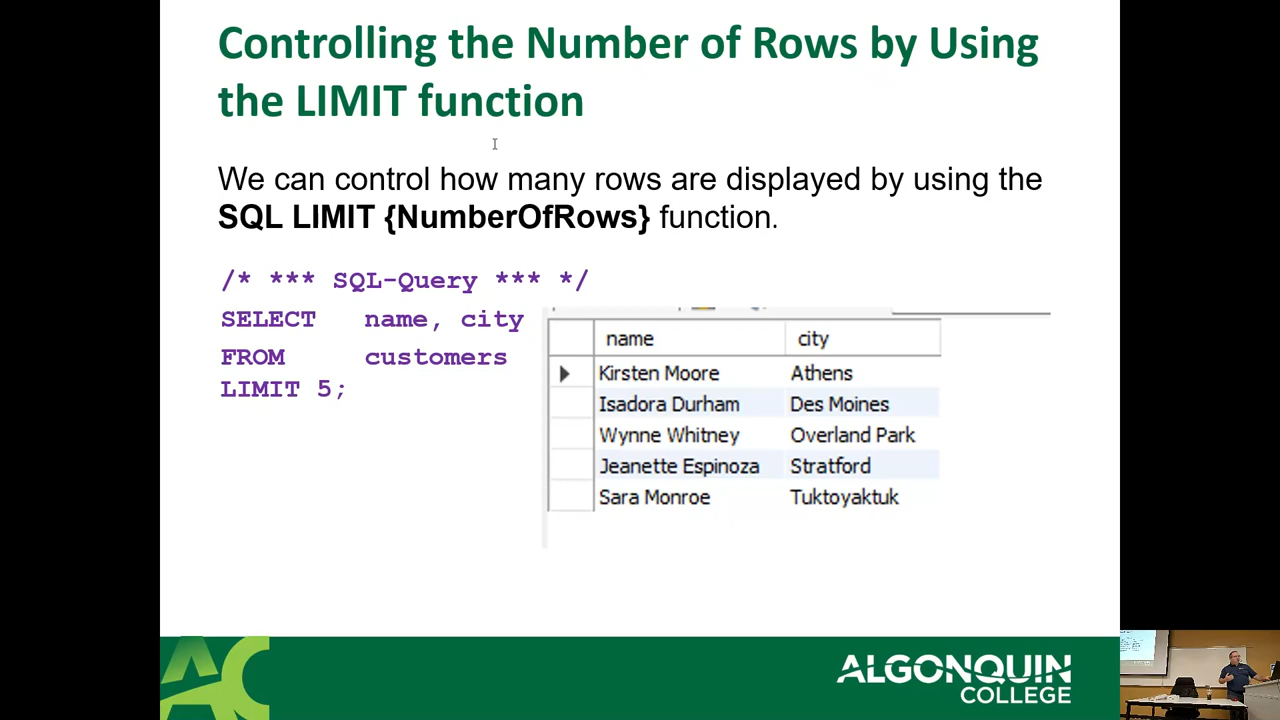 Controlling the Number of Rows by Using
the LIMIT function
We can control how many rows are displayed by using the
SQL LIMIT {NumberOfRows} function.
/* *** SQL-Query *** */
SELECT name, city
FROM customers
LIMIT 5;
name city
Kirsten Moore Athens
Isadora Durham Des Moines
Wynne Whitney Overland Park
Jeanette Espinoza Stratford
Sara Monroe Tuktoyaktuk
AC
ALGONQUIN
COLLEGE